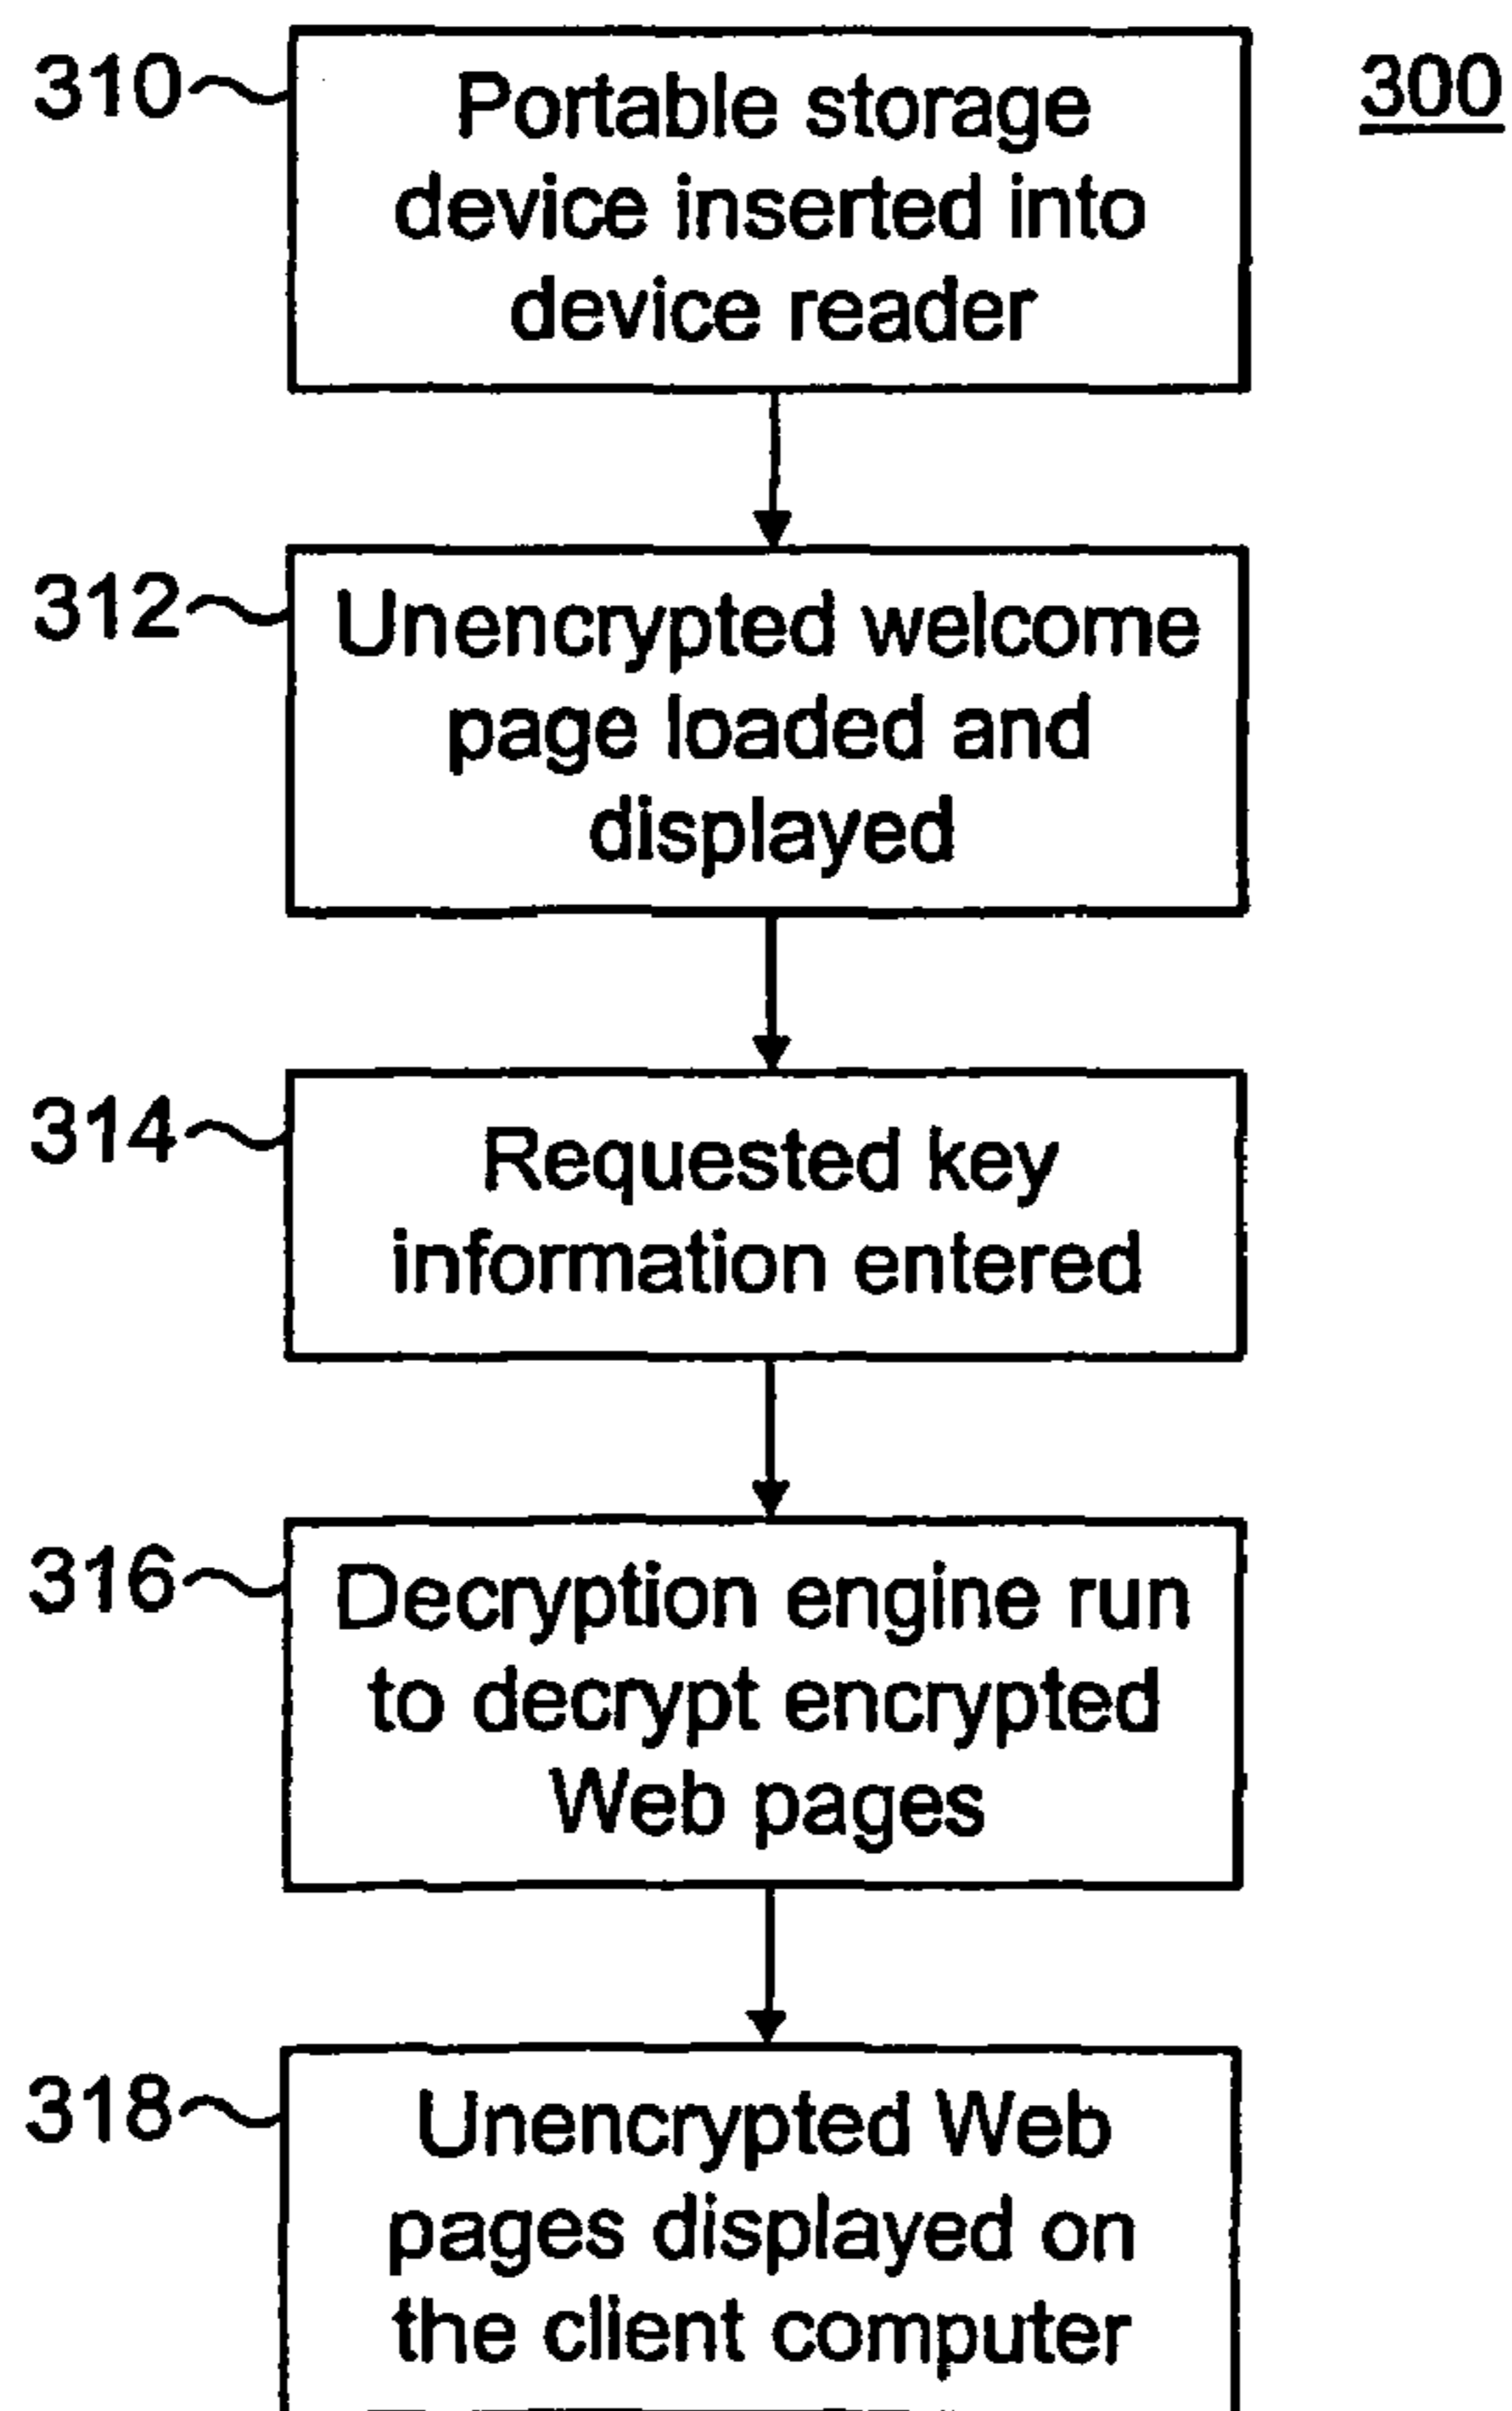 310
Portable storage
device inserted into
device reader
300
312
Unencrypted welcome
page loaded and
displayed
314
Requested key
information entered
316
Decryption engine run
to decrypt encrypted
Web pages
318
Unencrypted Web
pages displayed on
the client computer